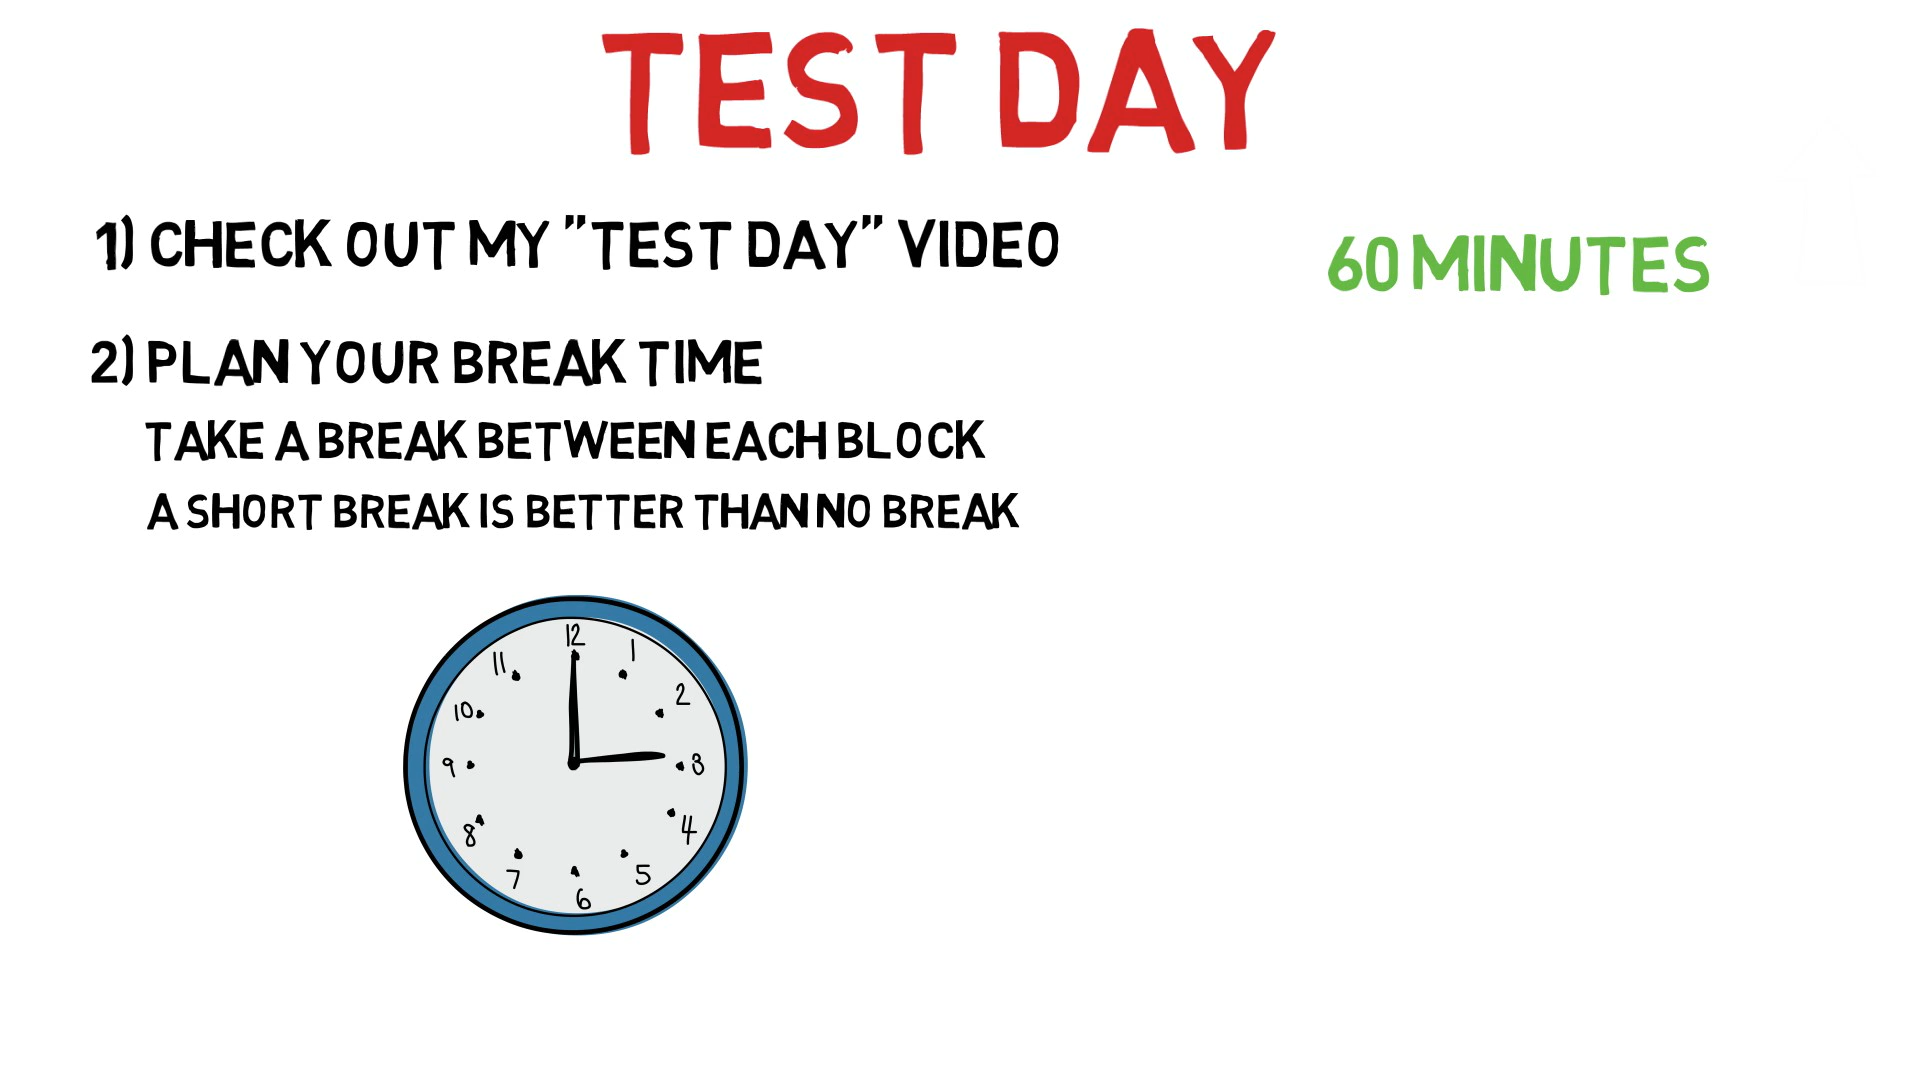 TEST DAY
1) CHECK OUT MY "TEST DAY" VIDEO
60 MINUTES
2) PLAN YOUR BREAK TIME
TAKE A BREAK BETWEEN EACH BLOCK
A SHORT BREAK IS BETTER THAN NO BREAK
12
11
1
10
2
9
3
8
4
7
5
6